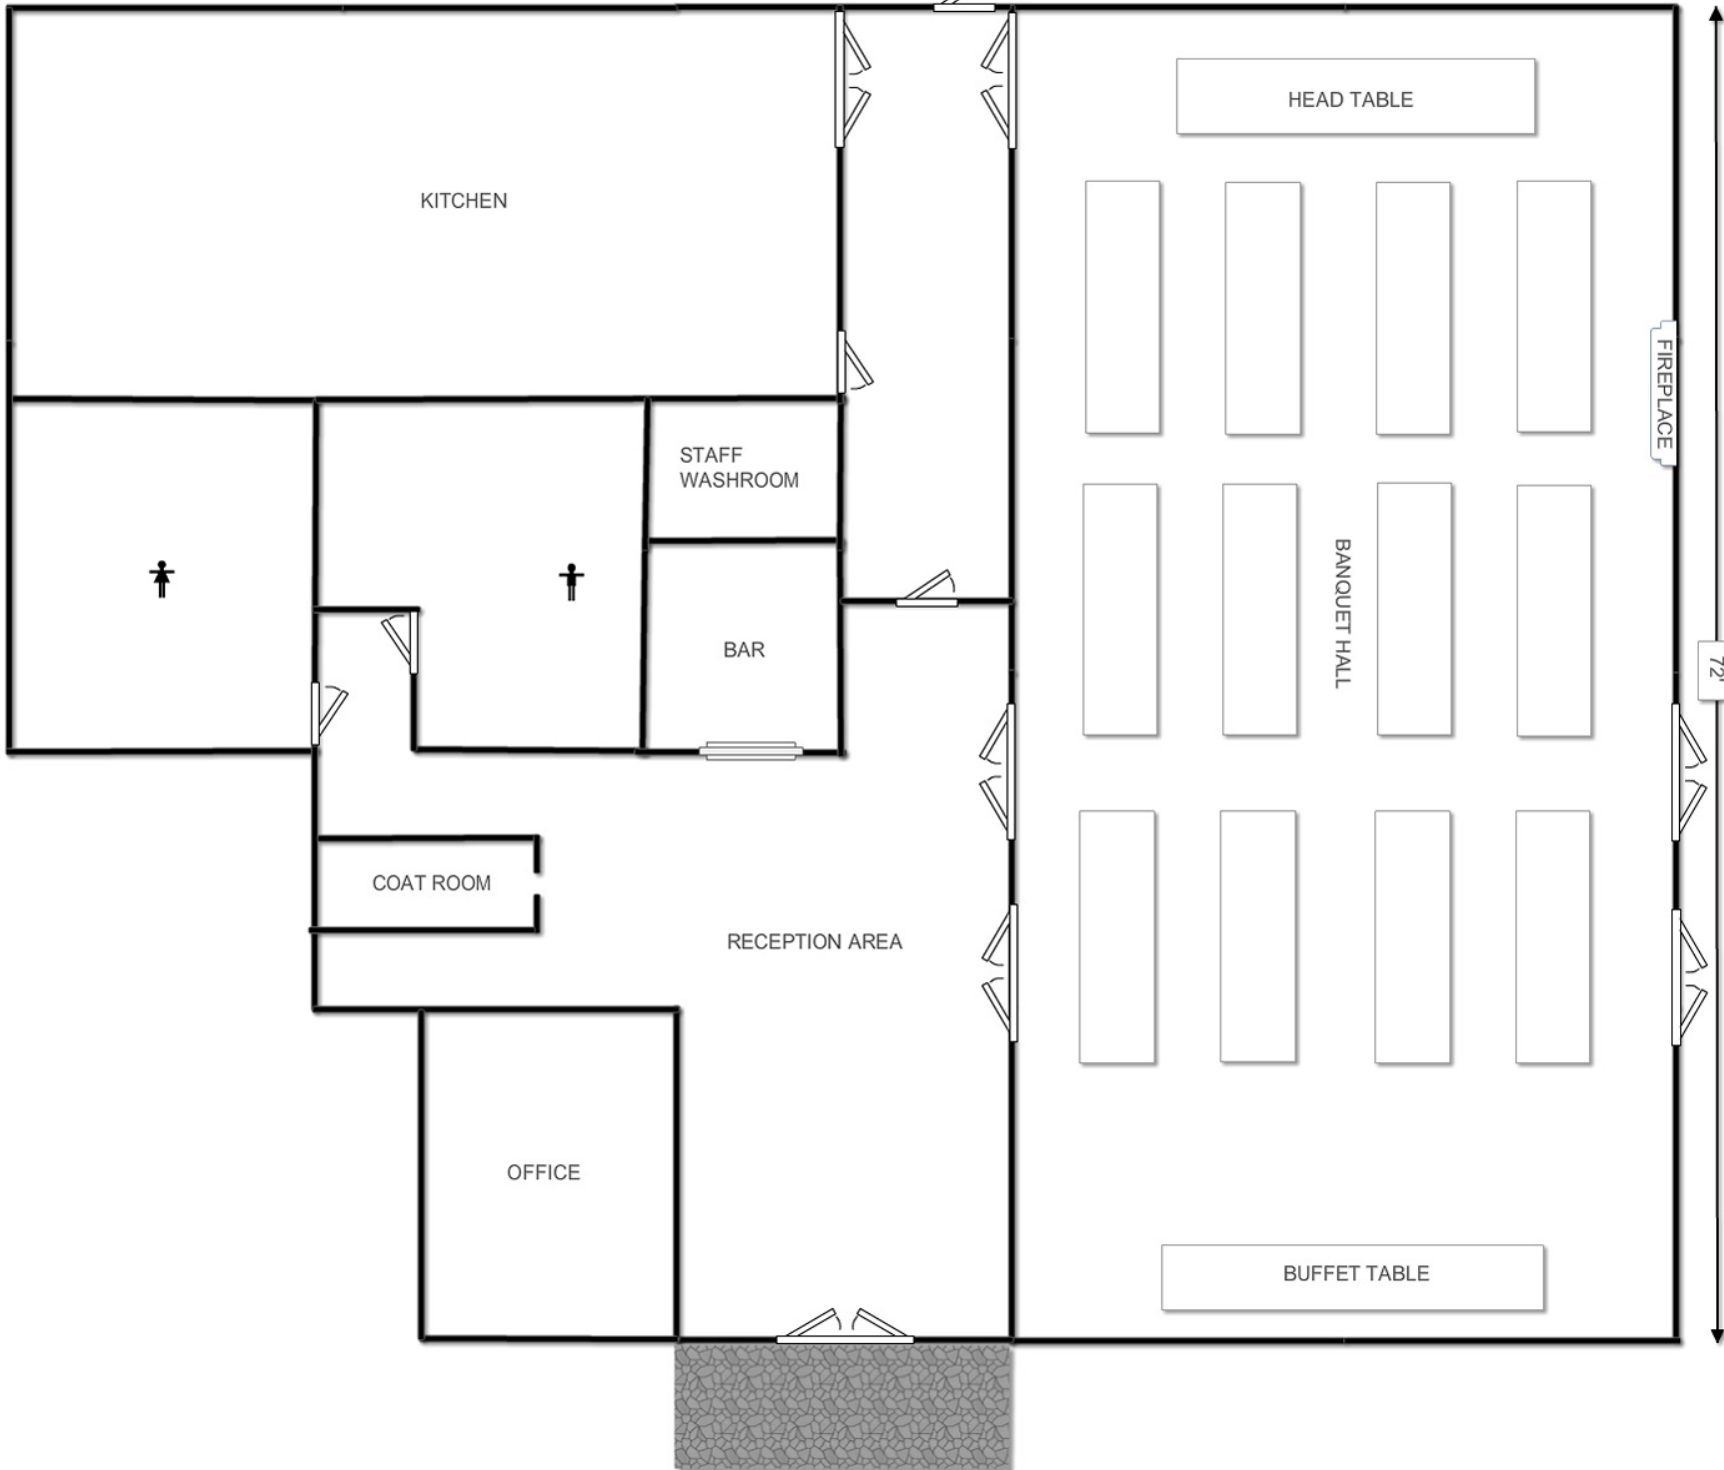 HEAD TABLE
KITCHEN
FIREPLACE
STAFF
WASHROOM
BANQUET HALL
BAR
72'
COAT ROOM
RECEPTION AREA
OFFICE
BUFFET TABLE